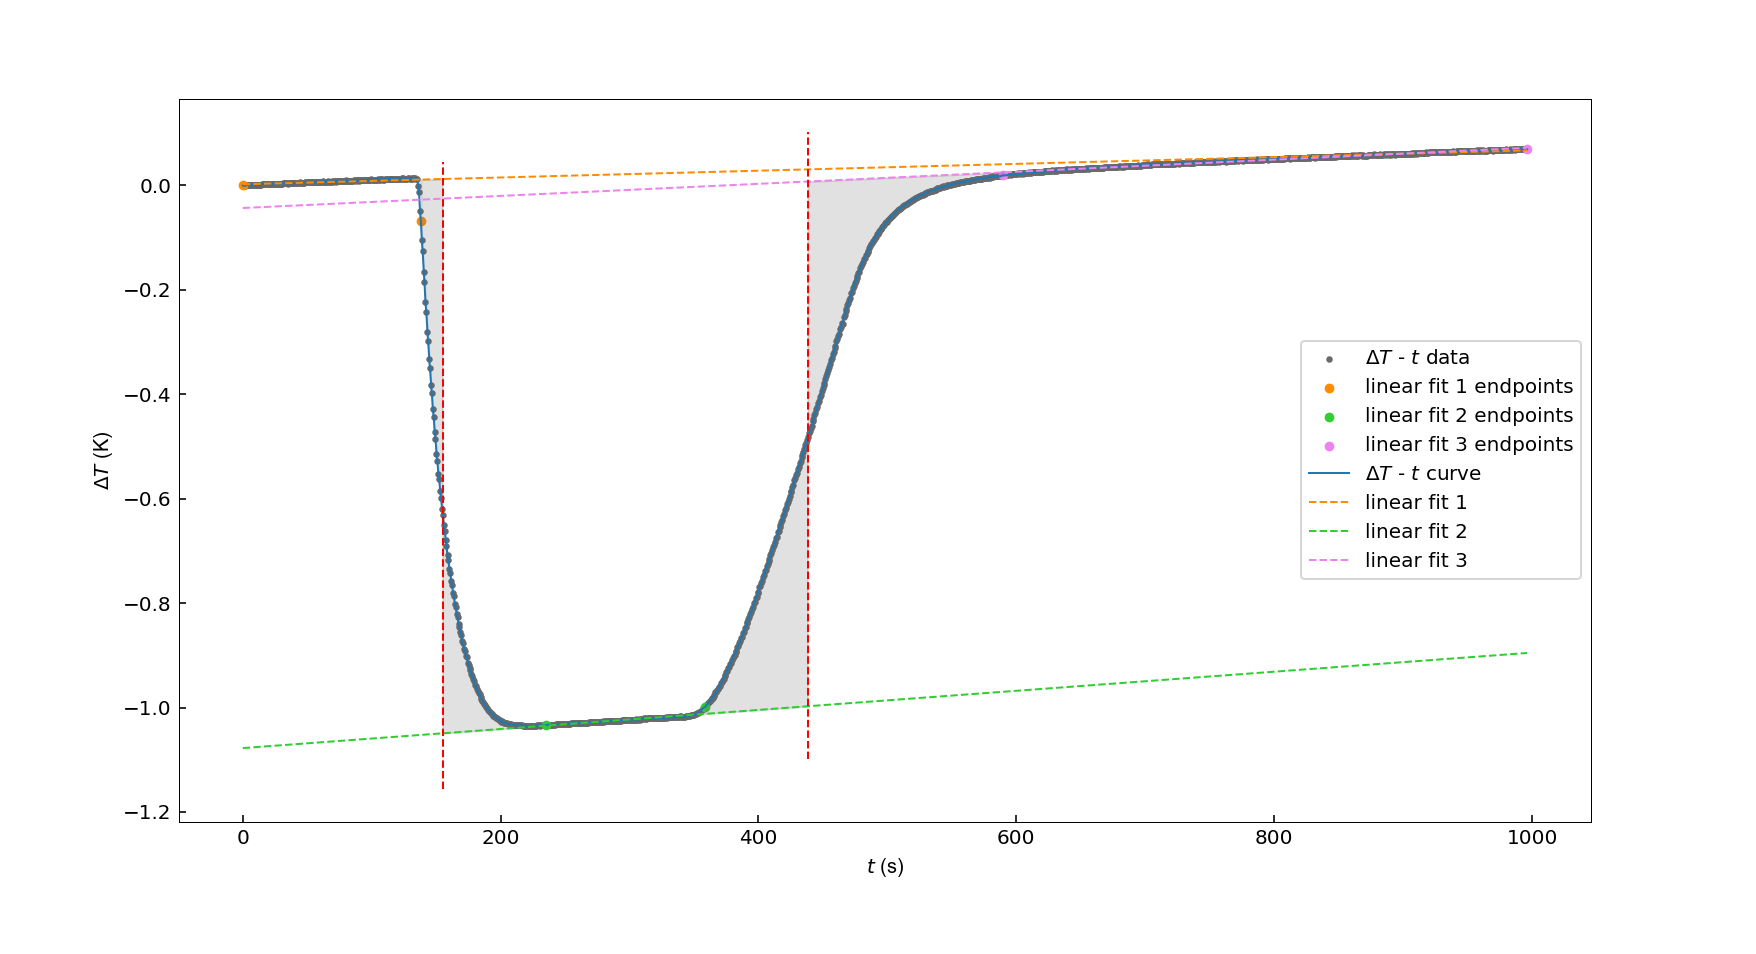 0.0
−0.2
−0.4
−0.6
−0.8
−1.0
−1.2
ΔT (K)
0 200 400 600 800 1000
t (s)
ΔT - t data
linear fit 1 endpoints
linear fit 2 endpoints
linear fit 3 endpoints
ΔT - t curve
linear fit 1
linear fit 2
linear fit 3